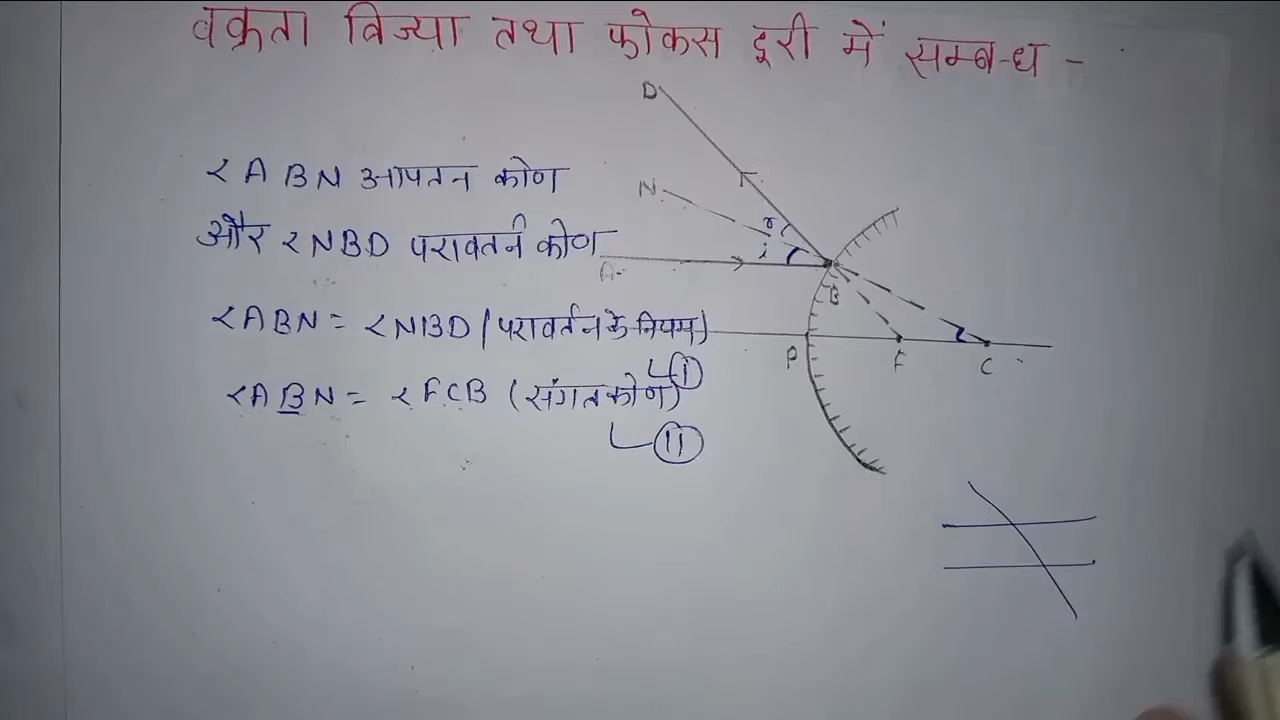 वक्रता त्रिज्या तथा फोकस दूरी में सम्बन्ध -
D
∠ABN आपतन कोण
N
r
और ∠NBD परावर्तन कोण
i
A
B
∠ABN = ∠NBD (परावर्तन के नियम)
P
F
C
I
∠ABN = ∠FCB (संगत कोण)
II